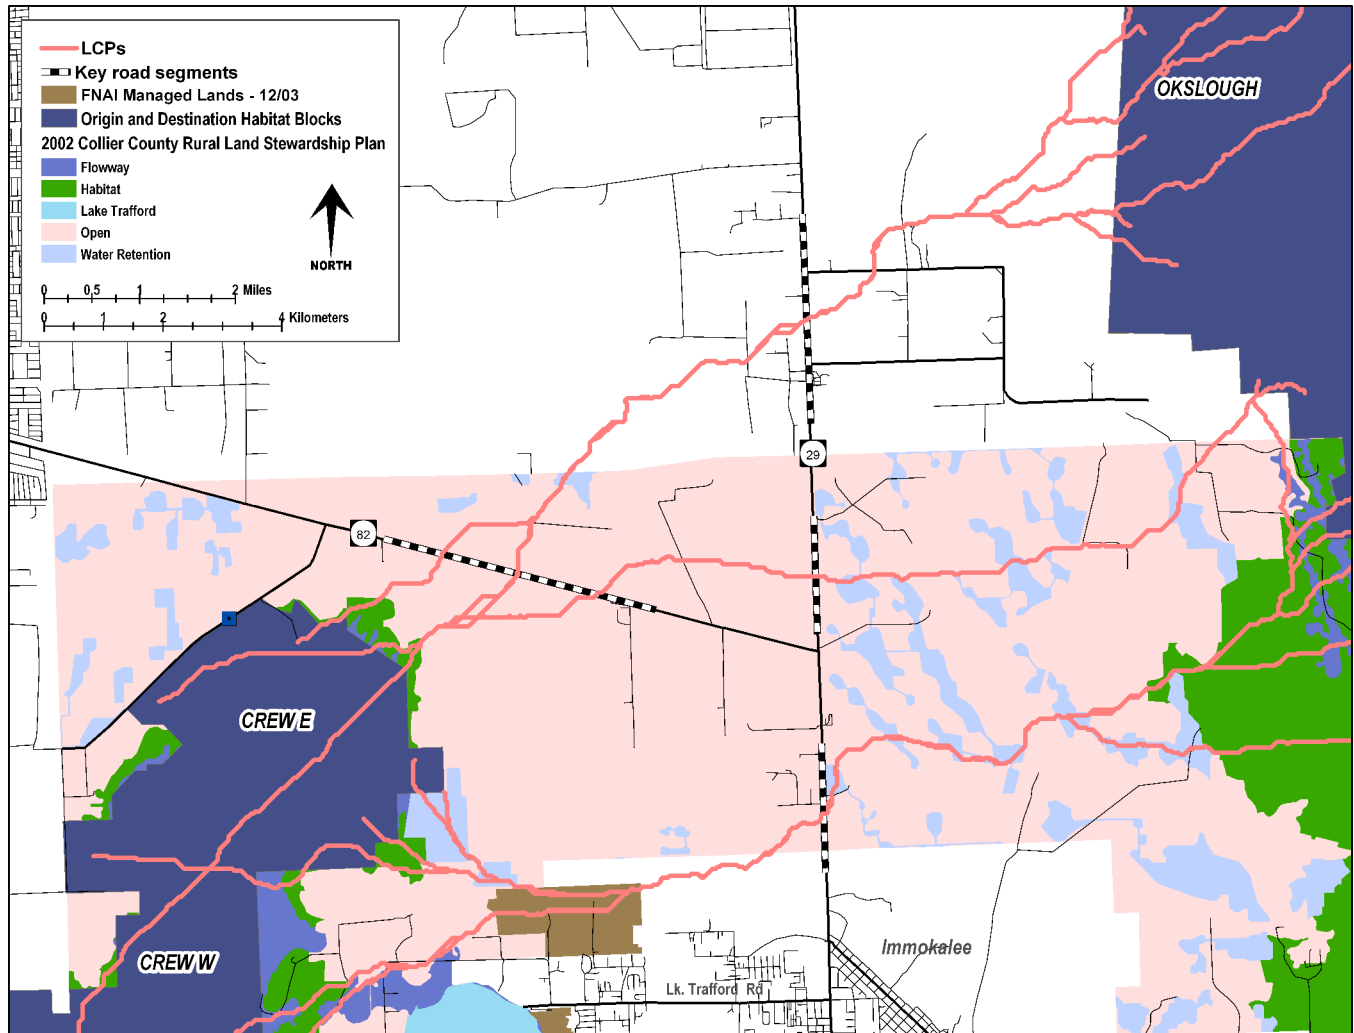 LCPs
Key road segments
FNAI Managed Lands - 12/03
Origin and Destination Habitat Blocks
2002 Collier County Rural Land Stewardship Plan
Flowway
Habitat
Lake Trafford
Open
Water Retention
NORTH
0 0.5 1 2 Miles
0 1 2 4 Kilometers
OKSLOUGH
29
82
CREW E
CREW W
Immokalee
Lk. Trafford Rd